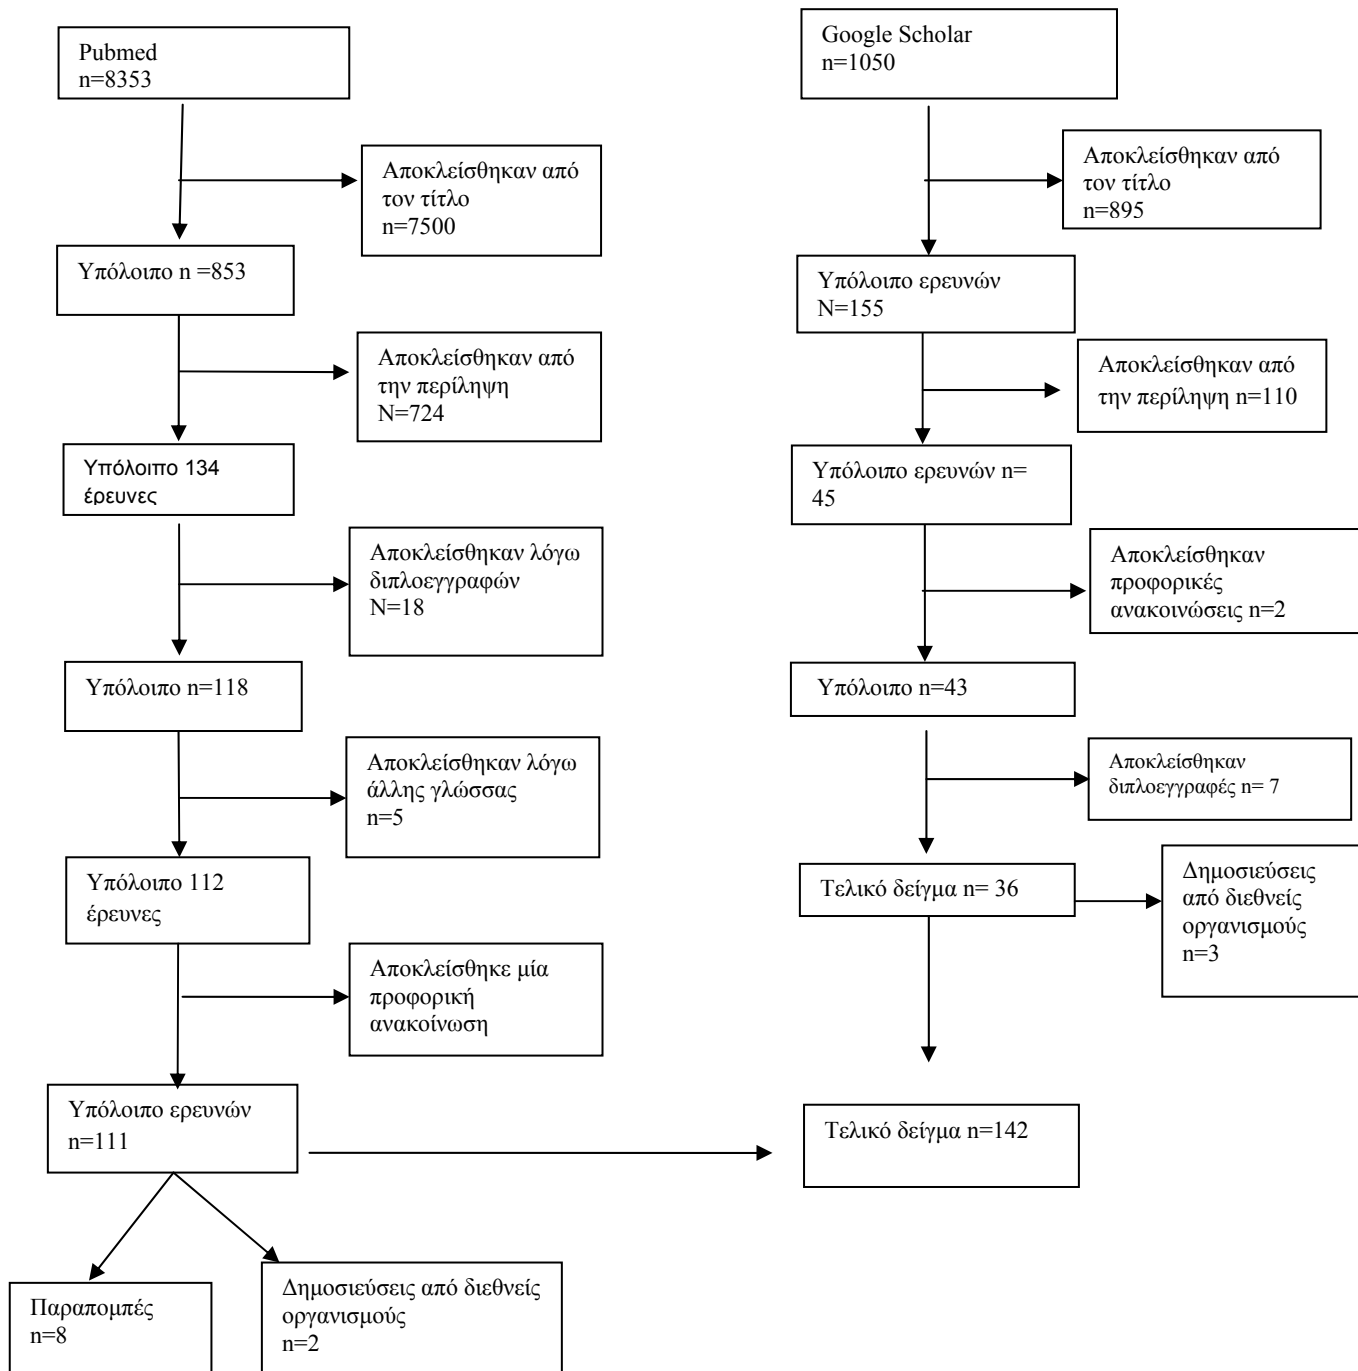 Pubmed
n=8353
Αποκλείσθηκαν από
τον τίτλο
n=7500
Υπόλοιπο n =853
Αποκλείσθηκαν από
την περίληψη
N=724
Υπόλοιπο 134
έρευνες
Αποκλείσθηκαν λόγω
διπλοεγγραφών
N=18
Υπόλοιπο n=118
Αποκλείσθηκαν λόγω
άλλης γλώσσας
n=5
Υπόλοιπο 112
έρευνες
Αποκλείσθηκε μία
προφορική
ανακοίνωση
Υπόλοιπο ερευνών
n=111
Παραπομπές
n=8
Δημοσιεύσεις από διεθνείς
οργανισμούς
n=2
Google Scholar
n=1050
Αποκλείσθηκαν από
τον τίτλο
n=895
Υπόλοιπο ερευνών
N=155
Αποκλείσθηκαν από
την περίληψη n=110
Υπόλοιπο ερευνών n=
45
Αποκλείσθηκαν
προφορικές
ανακοινώσεις n=2
Υπόλοιπο n=43
Αποκλείσθηκαν
διπλοεγγραφές n= 7
Τελικό δείγμα n= 36
Δημοσιεύσεις
από διεθνείς
οργανισμούς
n=3
Τελικό δείγμα n=142